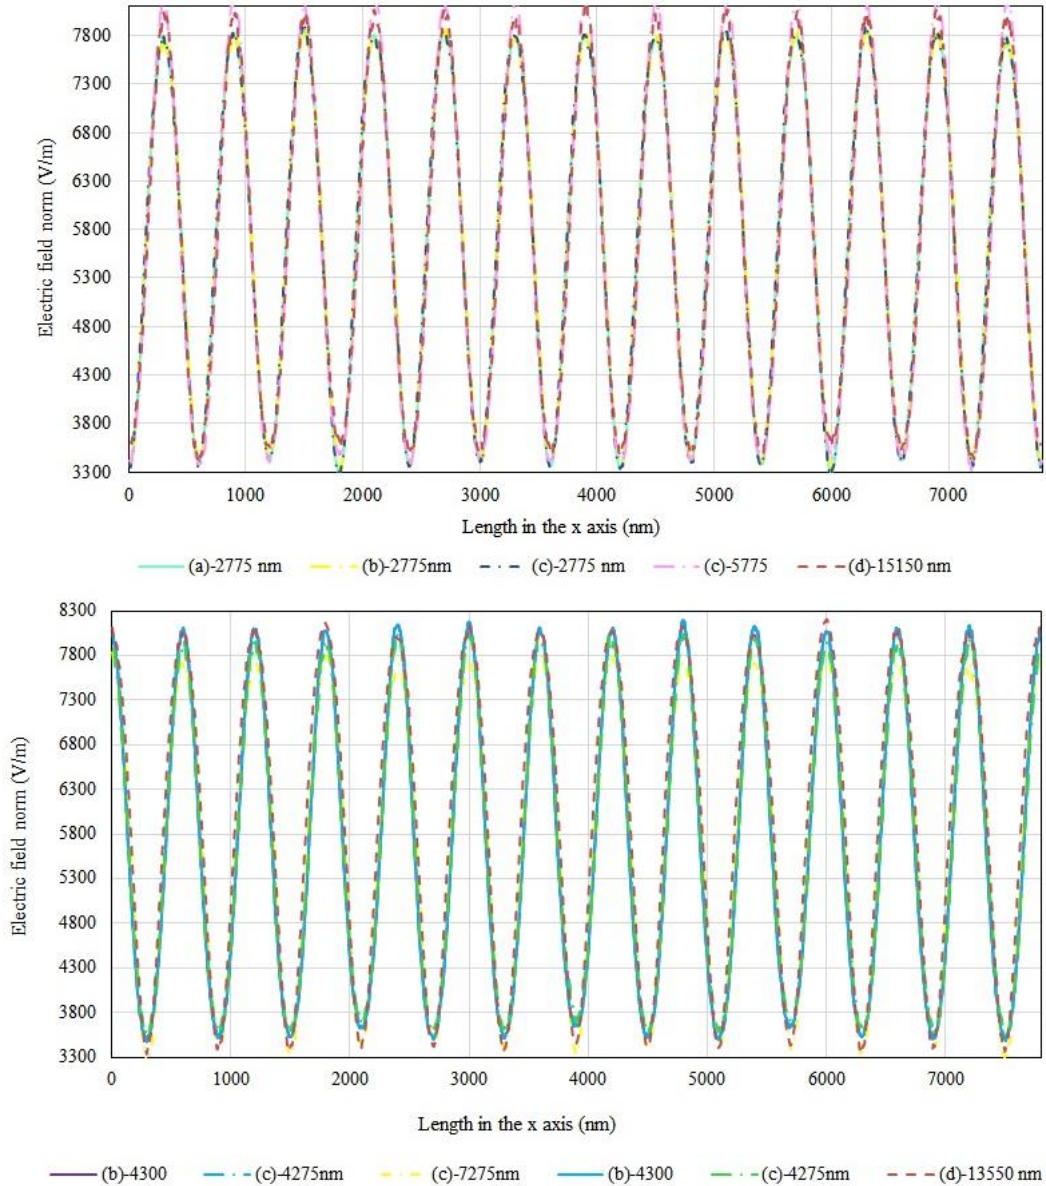 7800
7300
6800
6300
5800
5300
4800
4300
3800
3300
Electric field norm (V/m)
0 1000 2000 3000 4000 5000 6000 7000
Length in the x axis (nm)
(a)-2775 nm (b)-2775nm (c)-2775 nm (c)-5775 (d)-15150 nm
8300
7800
7300
6800
6300
5800
5300
4800
4300
3800
3300
Electric field norm (V/m)
0 1000 2000 3000 4000 5000 6000 7000
Length in the x axis (nm)
(b)-4300 (c)-4275nm (c)-7275nm (b)-4300 (c)-4275nm (d)-13550 nm